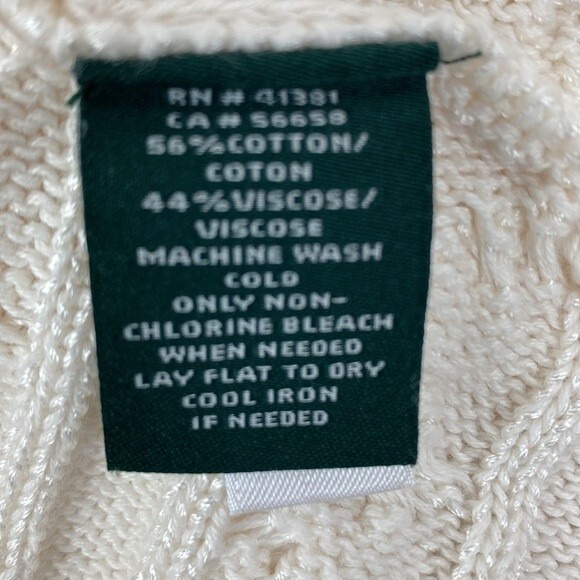 RN # 41381
CA # 56658
56%COTTON/
COTON
44%VISCOSE/
VISCOSE
MACHINE WASH
COLD
ONLY NON-
CHLORINE BLEACH
WHEN NEEDED
LAY FLAT TO DRY
COOL IRON
IF NEEDED